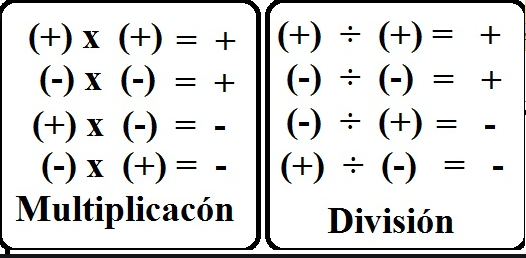 (+) x (+) = +
(-) x (-) = +
(+) x (-) = -
(-) x (+) = -
Multiplicacón
(+) ÷ (+) = +
(-) ÷ (-) = +
(-) ÷ (+) = -
(+) ÷ (-) = -
División